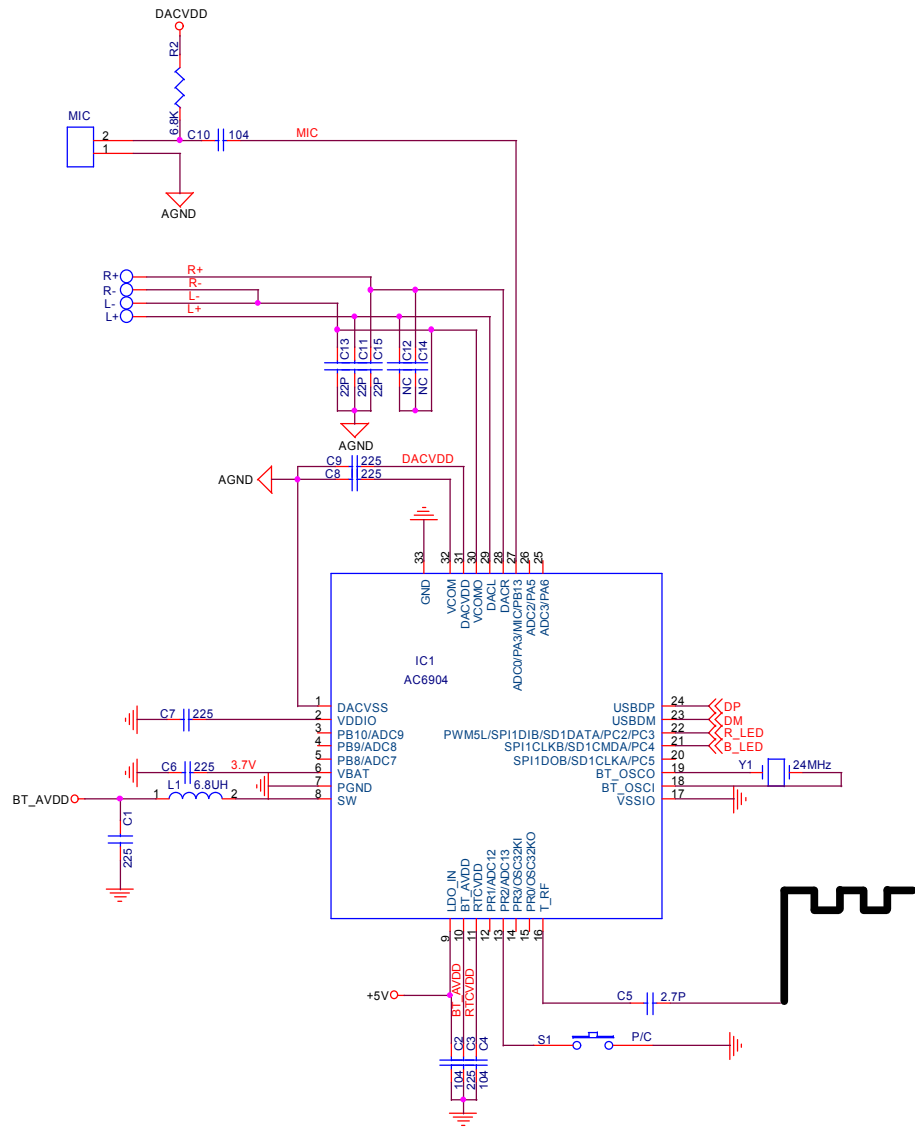 DACVDD
R2
6.8K
MIC
2
1
C10 104
MIC
AGND
R+
R-
L-
L+
R+
R-
L-
L+
C13
C11
C15
C12
C14
22P
22P
22P
NC
NC
AGND
C9 225
DACVDD
C8 225
AGND
33
32
31
30
29
28
27
26
25
GND
VCOM
DACVDD
VCOMO
DACL
DACR
ADC0/PA3/MIC/PB13
ADC2/PA5
ADC3/PA6
IC1
AC6904
1 DACVSS
2 VDDIO
3 PB10/ADC9
4 PB9/ADC8
5 PB8/ADC7
6 VBAT
7 PGND
8 SW
C7 225
C6 225 3.7V
L1 6.8UH
BT_AVDD
1
2
C1
225
USBDP 24 DP
USBDM 23 DM
PWM5L/SPI1DIB/SD1DATA/PC2/PC3 22 R_LED
SPI1CLKB/SD1CMDA/PC4 21 B_LED
SPI1DOB/SD1CLKA/PC5 20
BT_OSCO 19
BT_OSCI 18
VSSIO 17
Y1 24MHz
LDO_IN
BT_AVDD
RTCVDD
PR1/ADC12
PR2/ADC13
PR3/OSC32KI
PR0/OSC32KO
T_RF
9
10
11
12
13
14
15
16
+5V
BT_AVDD
RTCVDD
C2
C3
C4
104
225
104
C5 2.7P
S1 P/C